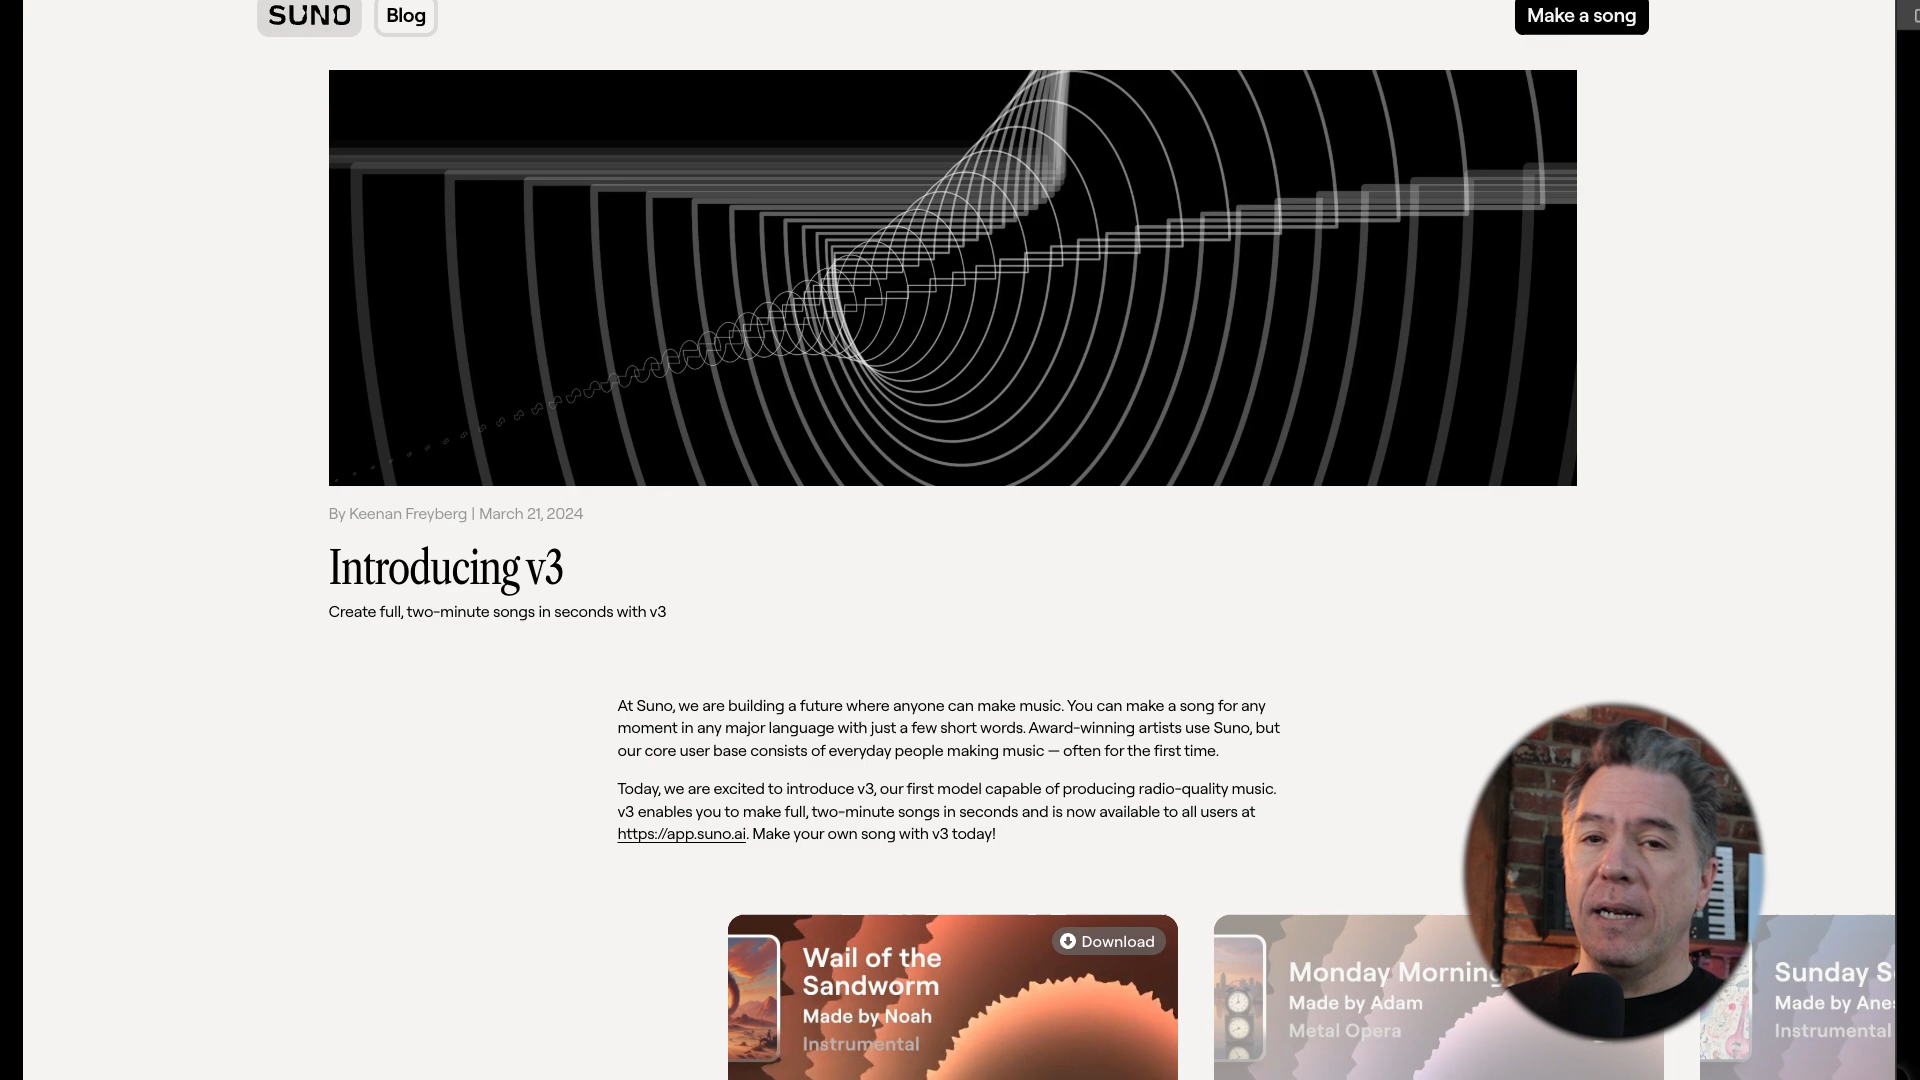 SUNO
Blog
Make a song
By Keenan Freyberg | March 21, 2024
Introducing v3
Create full, two-minute songs in seconds with v3
At Suno, we are building a future where anyone can make music. You can make a song for any
moment in any major language with just a few short words. Award-winning artists use Suno, but
our core user base consists of everyday people making music — often for the first time.
Today, we are excited to introduce v3, our first model capable of producing radio-quality music.
v3 enables you to make full, two-minute songs in seconds and is now available to all users at
https://app.suno.ai. Make your own song with v3 today!
Download
Wail of the
Sandworm
Made by Noah
Instrumental
Monday Morning
Made by Adam
Metal Opera
Sunday
Made by
Instrumental